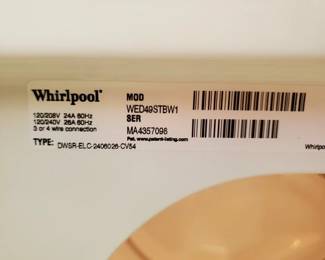 Whirlpool®
120/208V 24A 60Hz
120/240V 26A 60Hz
3 or 4 wire connection
MOD
WED49STBW1
SER
MA4357098
Pat. www.patent-listing.com
TYPE: DWSR-ELC-2406026-CV54
Whirlpool